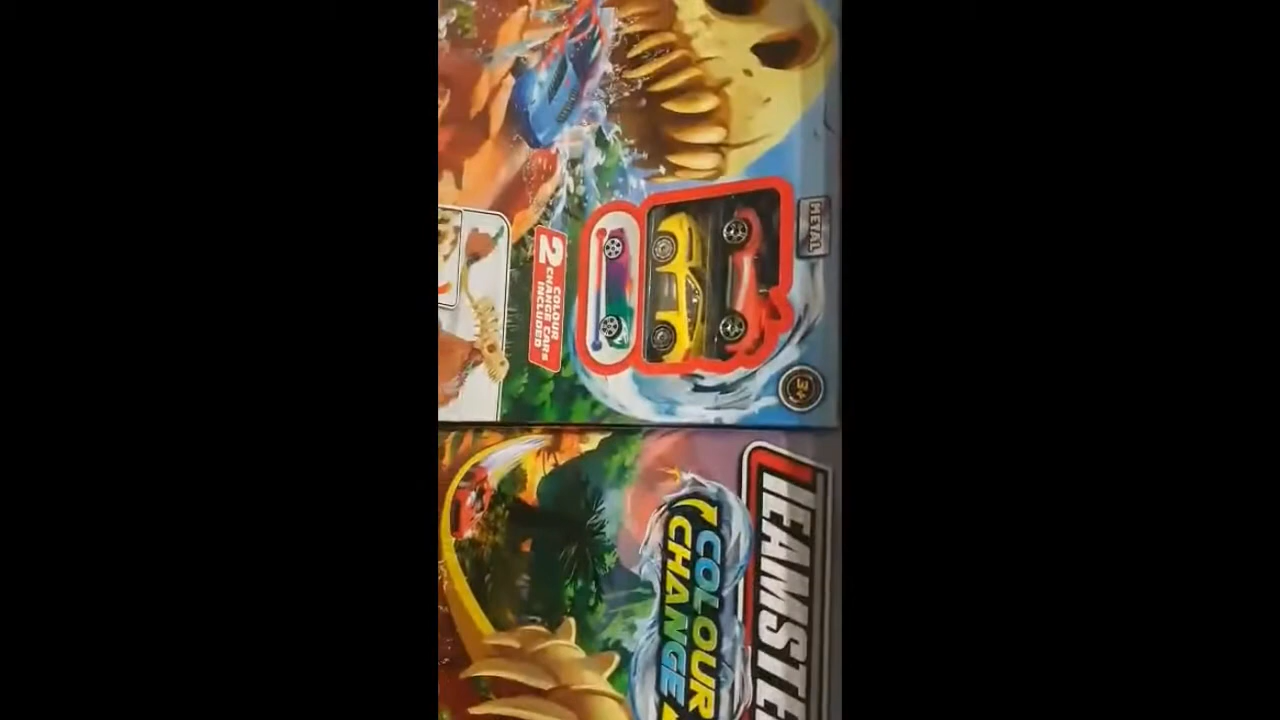 METAL
2 COLOUR
CHANGE CARS
INCLUDED
3+
TEAMSTE
COLOUR
CHANGE